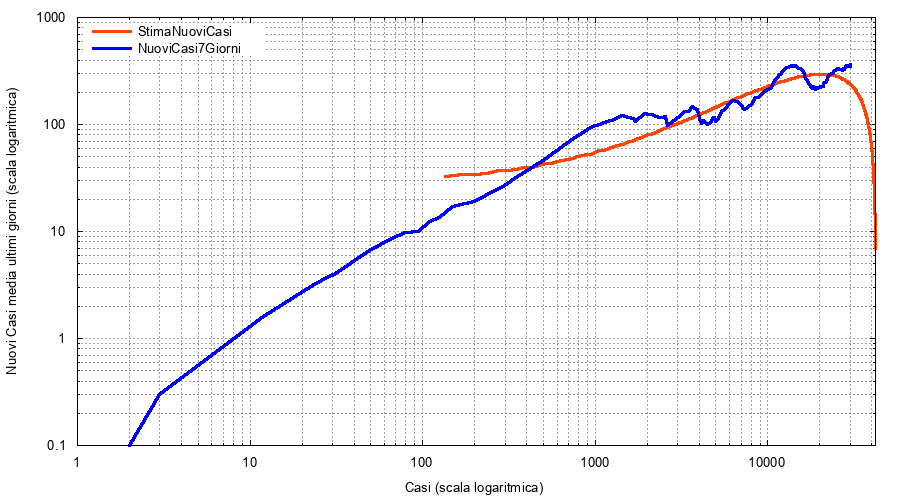 1000
100
10
1
0.1
Nuovi Casi media ultimi giorni (scala logaritmica)
StimaNuoviCasi
NuoviCasi7Giorni
1
10
100
1000
10000
Casi (scala logaritmica)